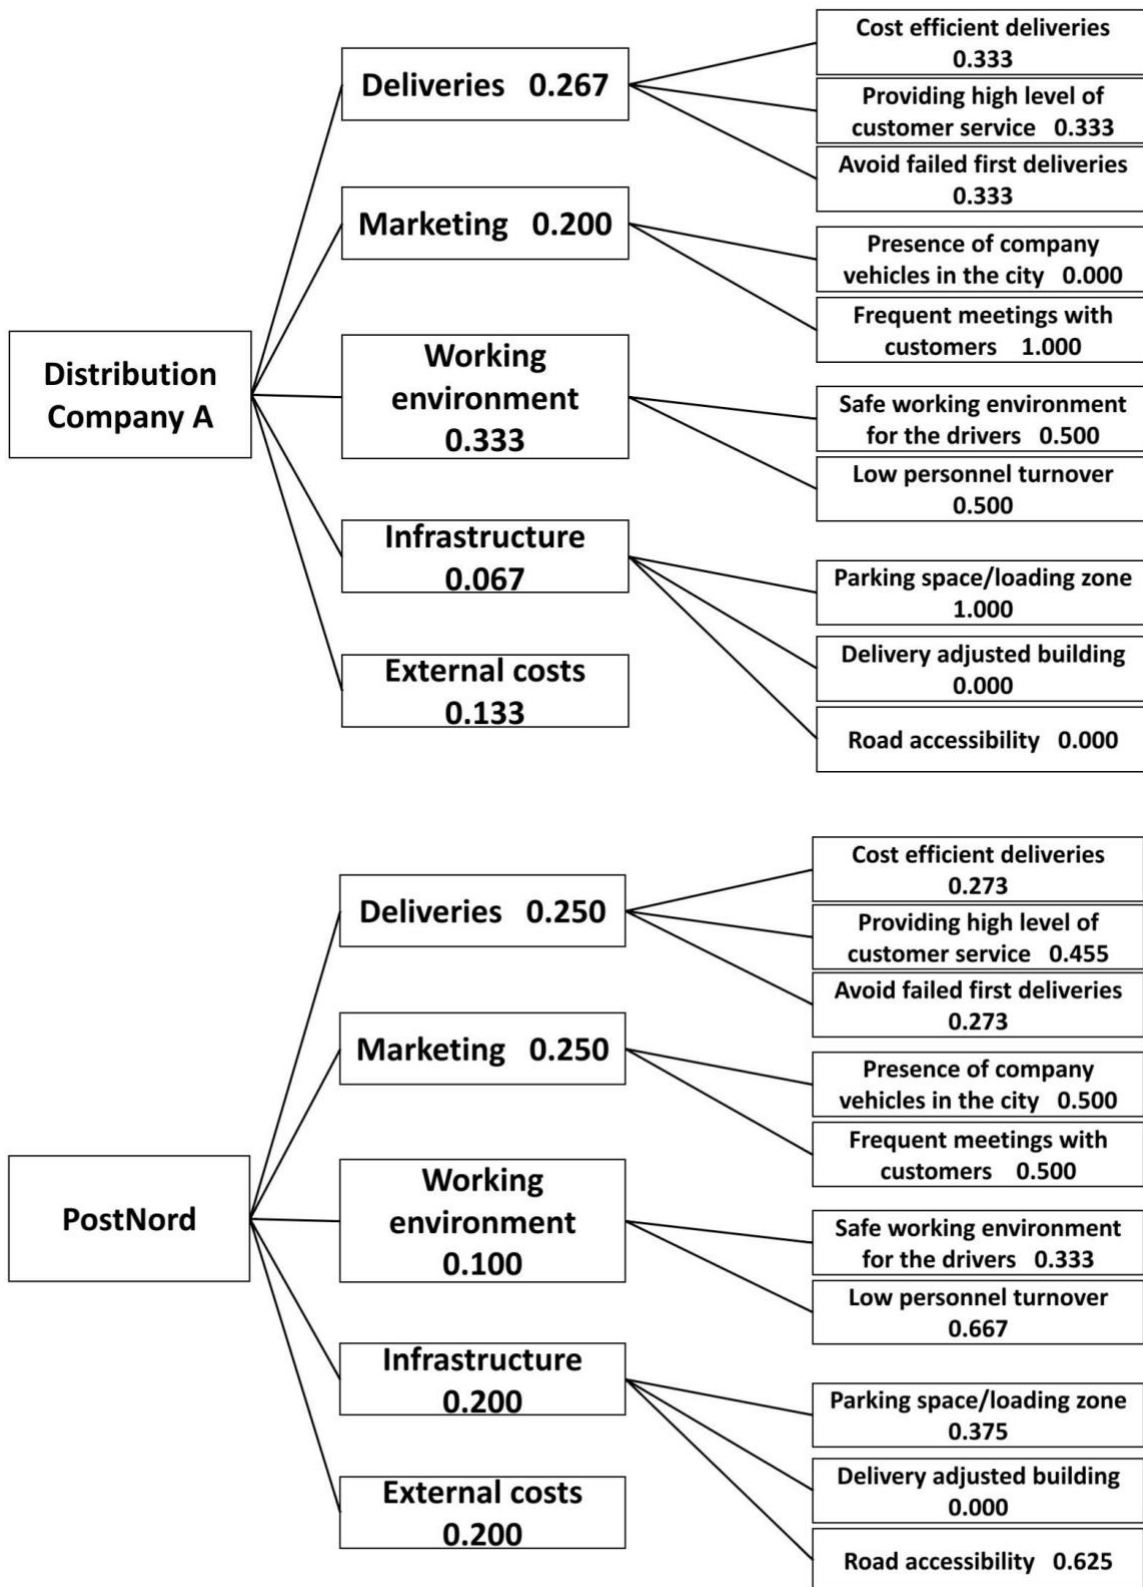 Distribution
Company A
Deliveries 0.267
Marketing 0.200
Working
environment
0.333
Infrastructure
0.067
External costs
0.133
Cost efficient deliveries
0.333
Providing high level of
customer service 0.333
Avoid failed first deliveries
0.333
Presence of company
vehicles in the city 0.000
Frequent meetings with
customers 1.000
Safe working environment
for the drivers 0.500
Low personnel turnover
0.500
Parking space/loading zone
1.000
Delivery adjusted building
0.000
Road accessibility 0.000
PostNord
Deliveries 0.250
Marketing 0.250
Working
environment
0.100
Infrastructure
0.200
External costs
0.200
Cost efficient deliveries
0.273
Providing high level of
customer service 0.455
Avoid failed first deliveries
0.273
Presence of company
vehicles in the city 0.500
Frequent meetings with
customers 0.500
Safe working environment
for the drivers 0.333
Low personnel turnover
0.667
Parking space/loading zone
0.375
Delivery adjusted building
0.000
Road accessibility 0.625